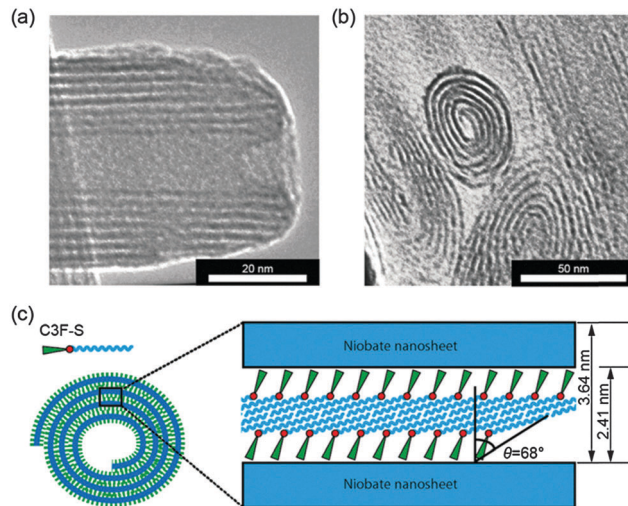 (a)
(b)
20 nm
50 nm
(c)
C3F-S
Niobate nanosheet
3.64 nm
2.41 nm
θ=68°
Niobate nanosheet